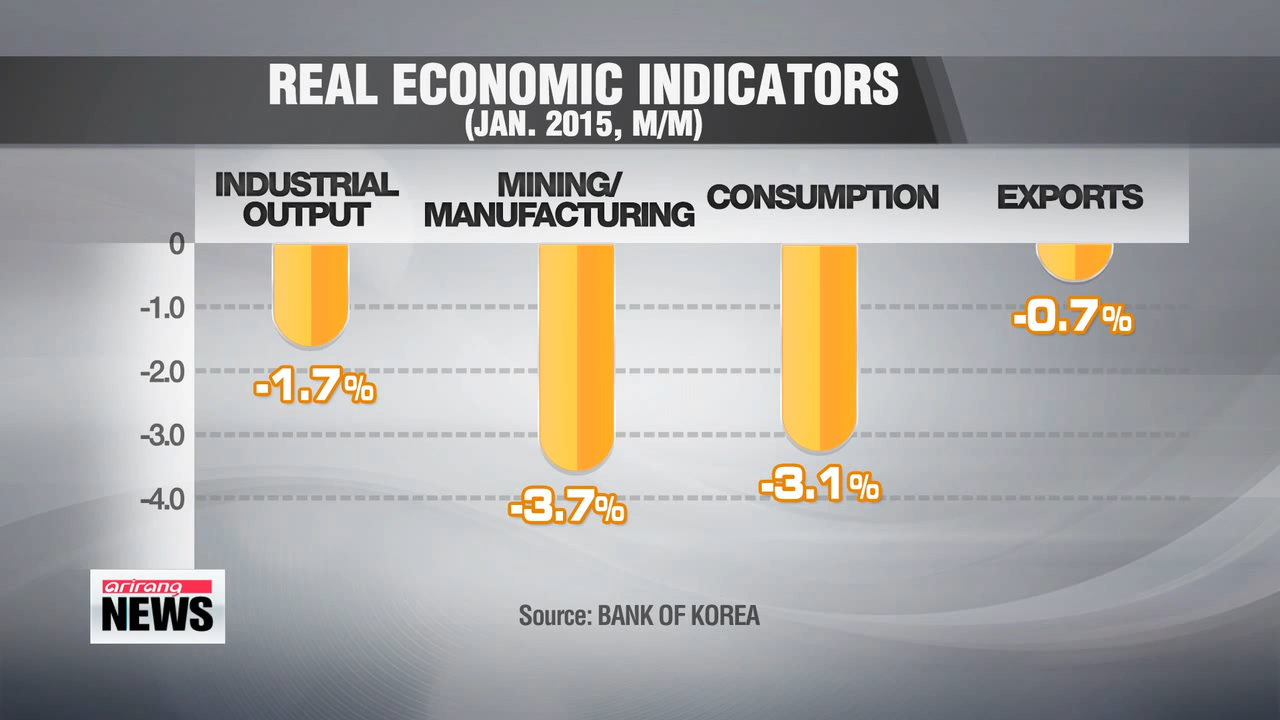 REAL ECONOMIC INDICATORS
(JAN. 2015, M/M)
INDUSTRIAL
OUTPUT
MINING/
MANUFACTURING
CONSUMPTION
EXPORTS
0
-1.0
-2.0
-3.0
-4.0
-1.7%
-3.7%
-3.1%
-0.7%
arirang
NEWS
Source: BANK OF KOREA